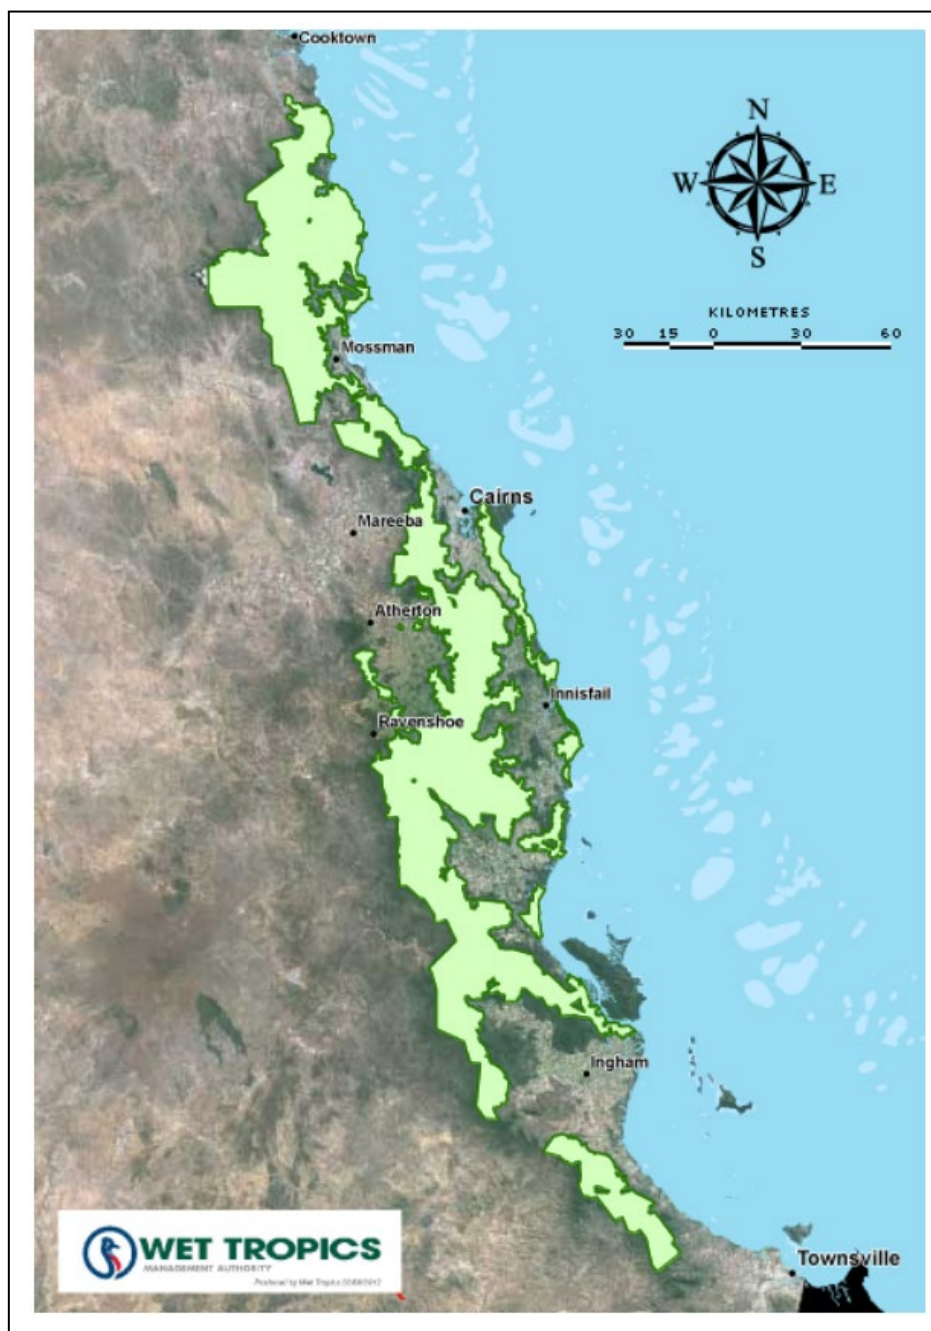 Cooktown
N
W
E
S
KILOMETRES
30 15 0 30 60
Mossman
Cairns
Mareeba
Atherton
Innisfail
Ravenshoe
Ingham
WET TROPICS
MANAGEMENT AUTHORITY
Townsville